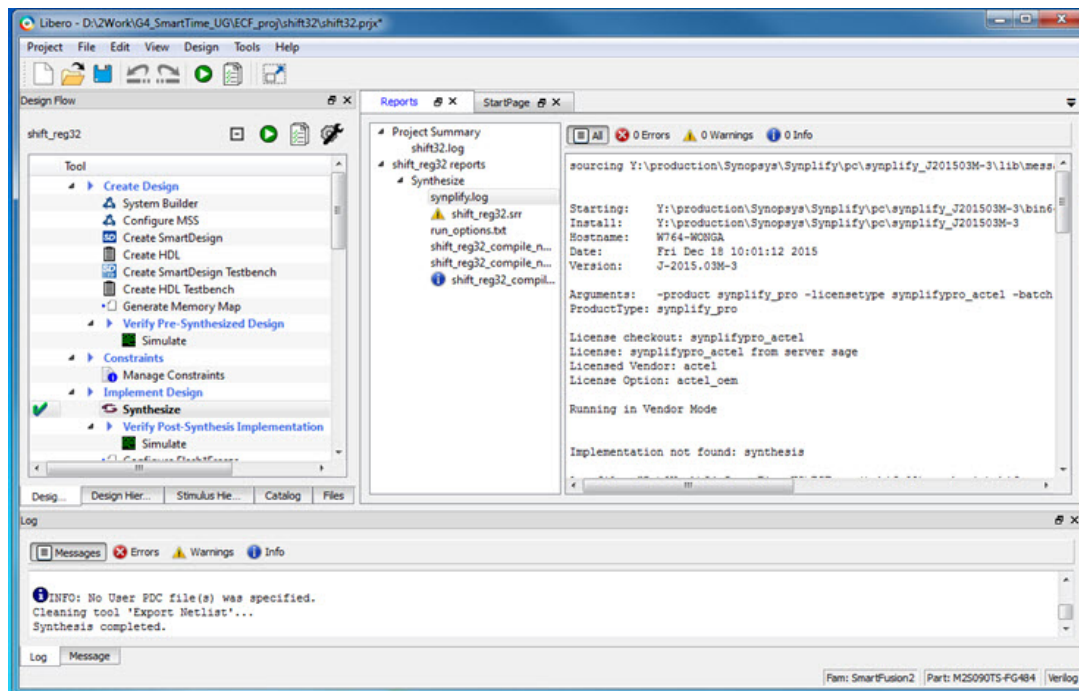 Libero - D:\2Work\G4_SmartTime_UG\ECF_proj\shift32\shift32.prjx*
Project File Edit View Design Tools Help
Design Flow
Reports
StartPage
shift_reg32
Tool
Create Design
System Builder
Configure MSS
Create SmartDesign
Create HDL
Create SmartDesign Testbench
Create HDL Testbench
Generate Memory Map
Verify Pre-Synthesized Design
Simulate
Constraints
Manage Constraints
Implement Design
Synthesize
Verify Post-Synthesis Implementation
Simulate
Desig... Design Hier... Stimulus Hie... Catalog Files
Project Summary
shift32.log
shift_reg32 reports
Synthesize
synplify.log
shift_reg32.srr
run_options.txt
shift_reg32_compile_n...
shift_reg32_compile_n...
shift_reg32_compil...
All 0 Errors 0 Warnings 0 Info
sourcing Y:\production\Synopsys\Synplify\pc\synplify_J201503M-3\lib\mess
Starting: Y:\production\Synopsys\Synplify\pc\synplify_J201503M-3\bin6
Install: Y:\production\Synopsys\Synplify\pc\synplify_J201503M-3
Hostname: W764-WONGA
Date: Fri Dec 18 10:01:12 2015
Version: J-2015.03M-3
Arguments: -product synplify_pro -licensetype synplifypro_actel -batch
ProductType: synplify_pro
License checkout: synplifypro_actel
License: synplifypro_actel from server sage
Licensed Vendor: actel
License Option: actel_oem
Running in Vendor Mode
Implementation not found: synthesis
Log
Messages Errors Warnings Info
INFO: No User PDC file(s) was specified.
Cleaning tool 'Export Netlist'...
Synthesis completed.
Log Message
Fam: SmartFusion2 Part: M2S090TS-FG484 Verilog